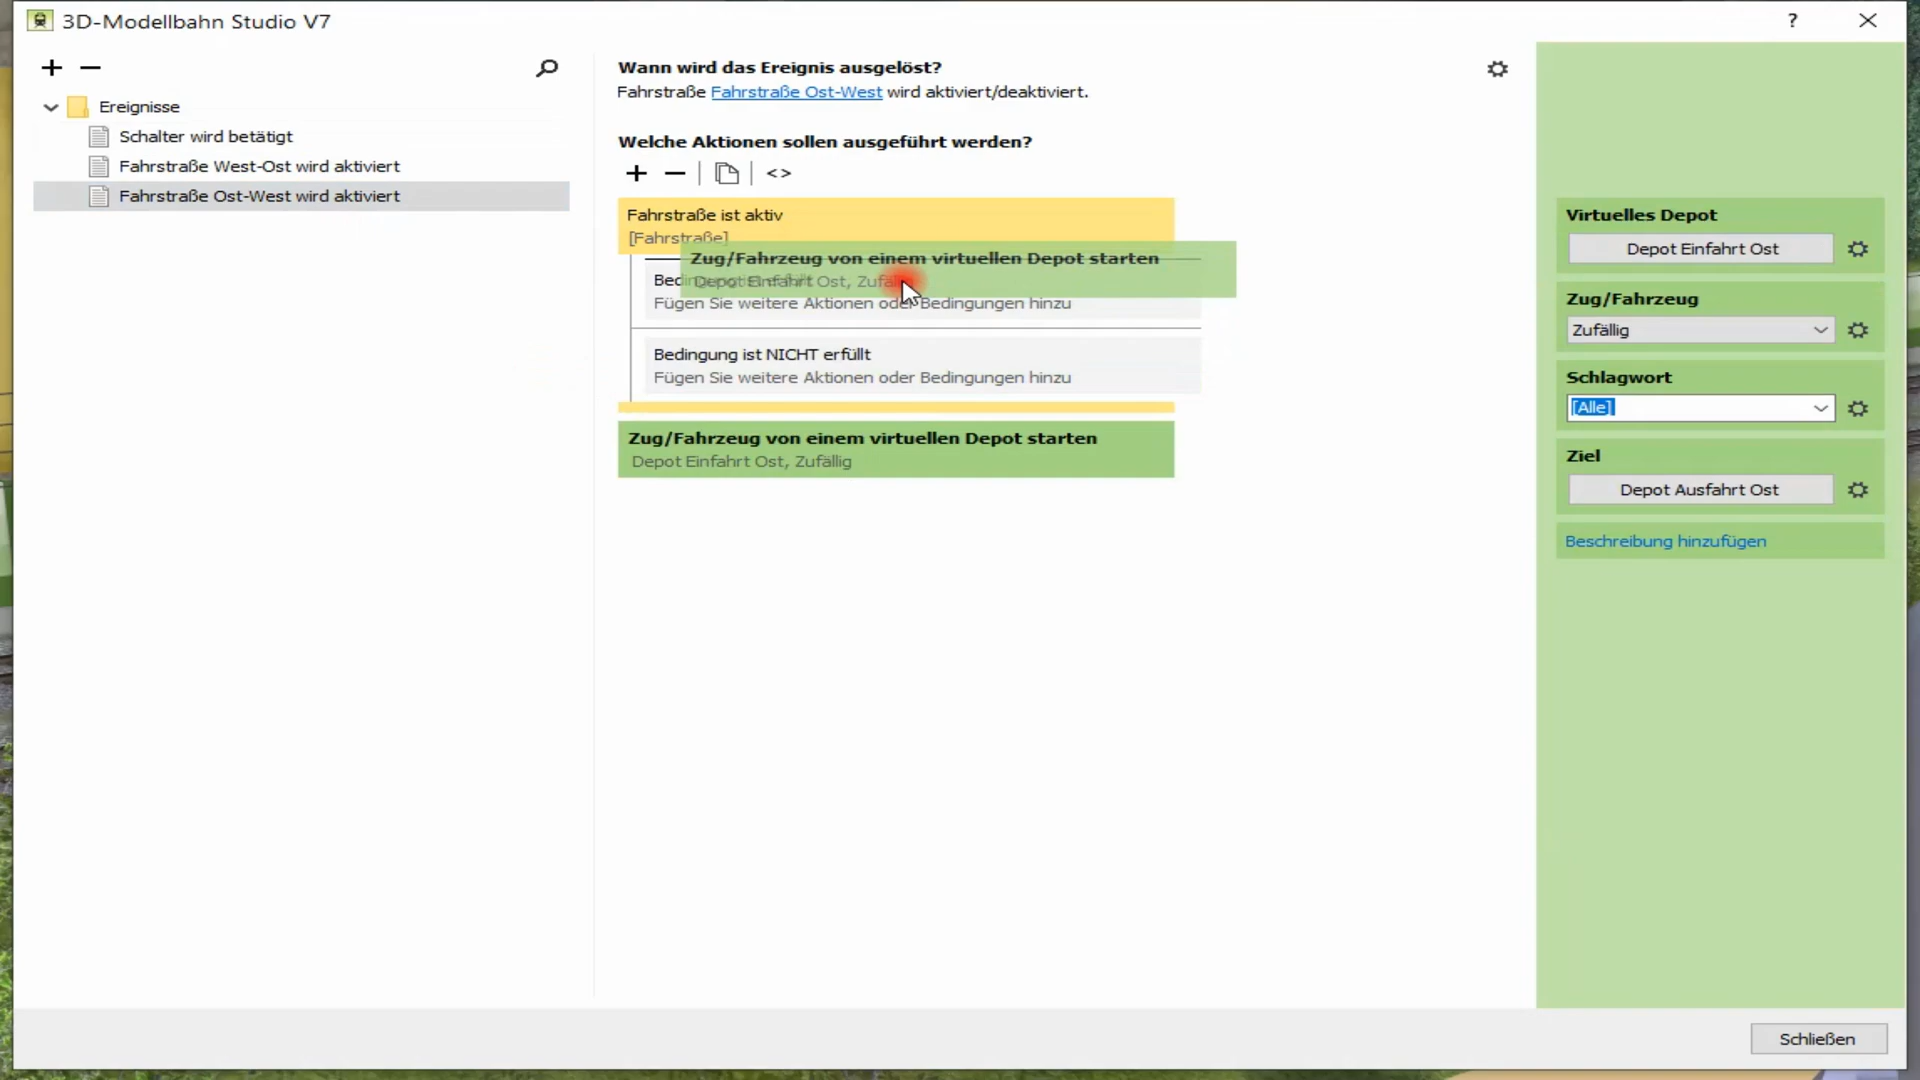 3D-Modellbahn Studio V7
?
Ereignisse
Schalter wird betätigt
Fahrstraße West-Ost wird aktiviert
Fahrstraße Ost-West wird aktiviert
Wann wird das Ereignis ausgelöst?
Fahrstraße Fahrstraße Ost-West wird aktiviert/deaktiviert.
Welche Aktionen sollen ausgeführt werden?
<>
Fahrstraße ist aktiv
[Fahrstraße]
Zug/Fahrzeug von einem virtuellen Depot starten
Depot Einfahrt Ost,
Fügen Sie weitere Aktionen oder Bedingungen hinzu
Bedingung ist NICHT erfüllt
Fügen Sie weitere Aktionen oder Bedingungen hinzu
Zug/Fahrzeug von einem virtuellen Depot starten
Depot Einfahrt Ost, Zufällig
Virtuelles Depot
Depot Einfahrt Ost
Zug/Fahrzeug
Zufällig
Schlagwort
[Alle]
Ziel
Depot Ausfahrt Ost
Beschreibung hinzufügen
Schließen